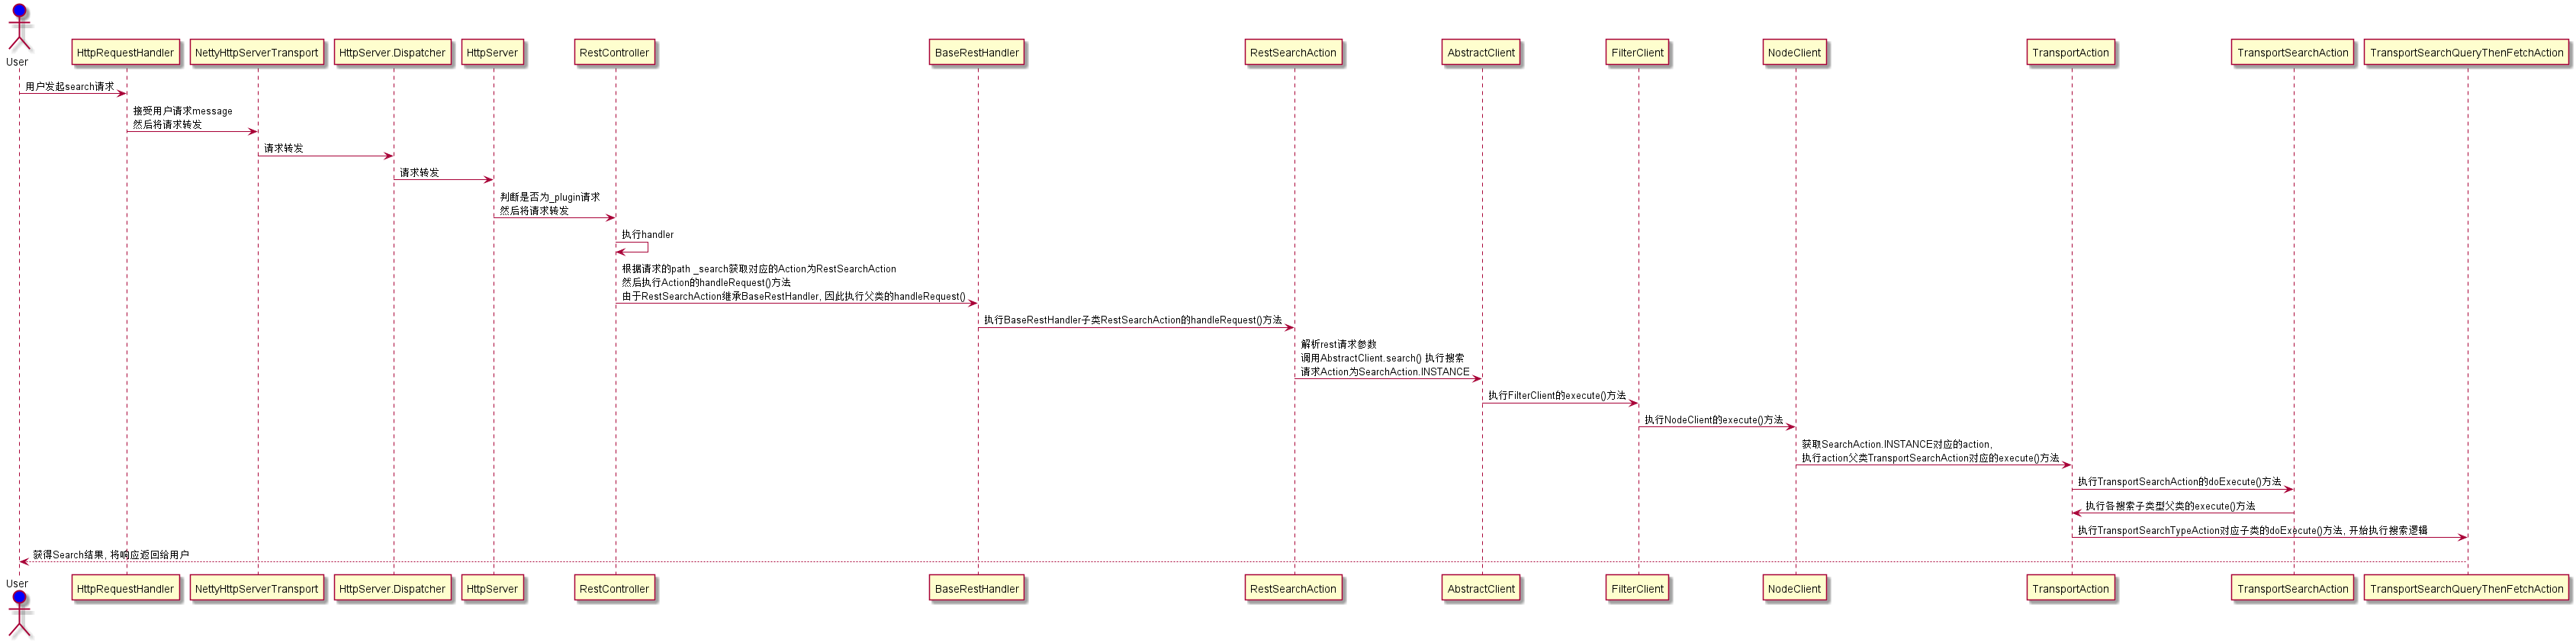 User
HttpRequestHandler
NettyHttpServerTransport
HttpServer.Dispatcher
HttpServer
RestController
BaseRestHandler
RestSearchAction
AbstractClient
FilterClient
NodeClient
TransportAction
TransportSearchAction
TransportSearchQueryThenFetchAction
用户发起search请求
接受用户请求message
然后将请求转发
请求转发
请求转发
判断是否为_plugin请求
然后将请求转发
执行handler
根据请求的path _search获取对应的Action为RestSearchAction
然后执行Action的handleRequest()方法
由于RestSearchAction继承BaseRestHandler, 因此执行父类的handleRequest()
执行BaseRestHandler子类RestSearchAction的handleRequest()方法
解析rest请求参数
调用AbstractClient.search() 执行搜索
请求Action为SearchAction.INSTANCE
执行FilterClient的execute()方法
执行NodeClient的execute()方法
获取SearchAction.INSTANCE对应的action,
执行action父类TransportSearchAction对应的execute()方法
执行TransportSearchAction的doExecute()方法
执行各搜索子类型父类的execute()方法
执行TransportSearchTypeAction对应子类的doExecute()方法, 开始执行搜索逻辑
获得Search结果, 将响应返回给用户
User
HttpRequestHandler
NettyHttpServerTransport
HttpServer.Dispatcher
HttpServer
RestController
BaseRestHandler
RestSearchAction
AbstractClient
FilterClient
NodeClient
TransportAction
TransportSearchAction
TransportSearchQueryThenFetchAction